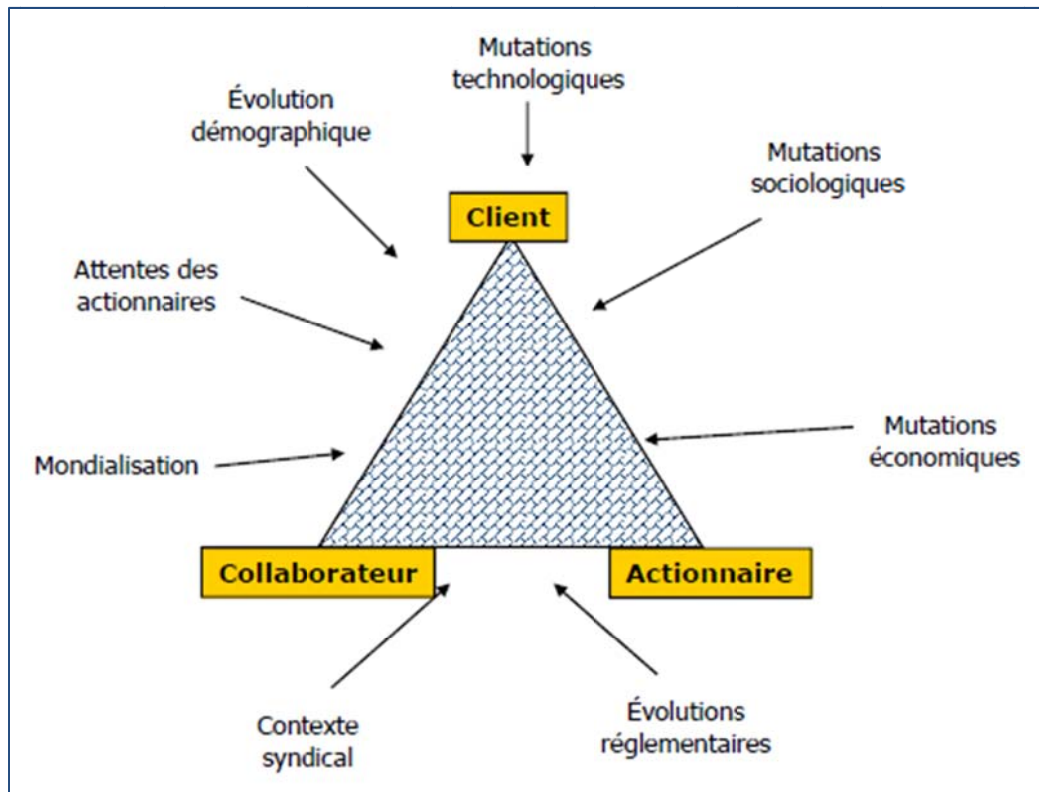 Mutations
technologiques
Évolution
démographique
Mutations
sociologiques
Client
Attentes des
actionnaires
Mutations
économiques
Mondialisation
Collaborateur
Actionnaire
Contexte
syndical
Évolutions
réglementaires